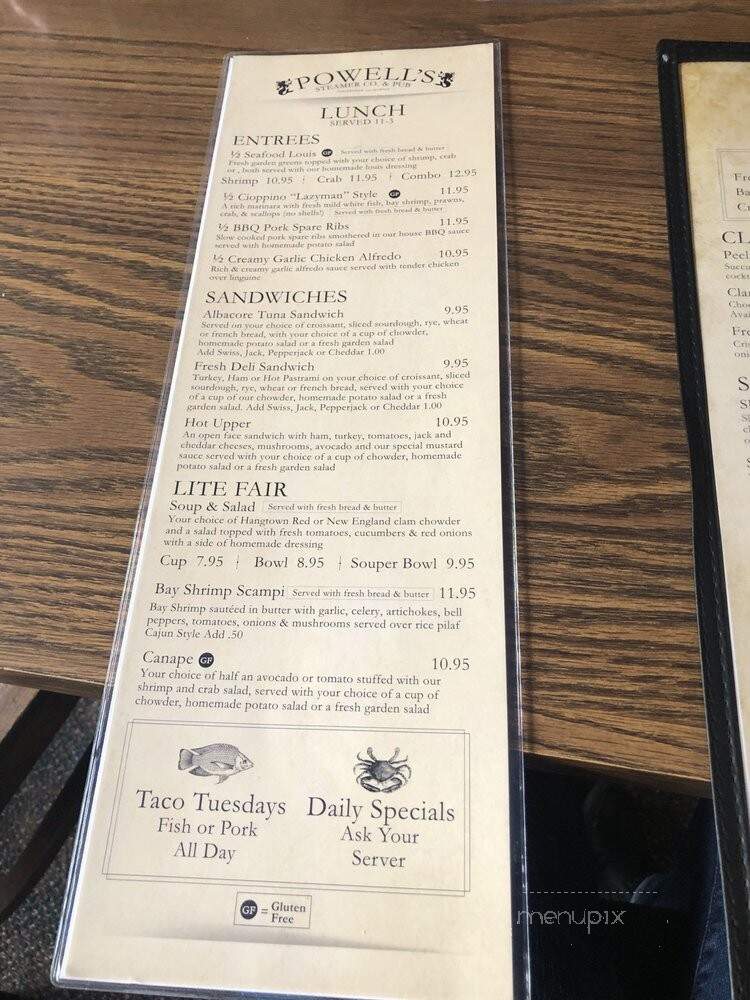 POWELL'S
STEAMER CO. & PUB
LUNCH
SERVED 11-3
ENTREES
½ Seafood Louis GF Served with fresh bread & butter
Fresh garden greens topped with your choice of shrimp, crab
or , both served with our homemade louis dressing
Shrimp 10.95 Crab 11.95 Combo 12.95
½ Cioppino "Lazyman" Style GF 11.95
A rich marinara with fresh mild white fish, bay shrimp, prawns,
crab, & scallops (no shells!) Served with fresh bread & butter
½ BBQ Pork Spare Ribs 11.95
Slow cooked pork spare ribs smothered in our house BBQ sauce
served with homemade potato salad
½ Creamy Garlic Chicken Alfredo 10.95
Rich & creamy garlic alfredo sauce served with tender chicken
over linguine
SANDWICHES
Albacore Tuna Sandwich 9.95
Served on your choice of croissant, sliced sourdough, rye, wheat
or french bread, with your choice of a cup of chowder,
homemade potato salad or a fresh garden salad
Add Swiss, Jack, Pepperjack or Cheddar 1.00
Fresh Deli Sandwich 9.95
Turkey, Ham or Hot Pastrami on your choice of croissant, sliced
sourdough, rye, wheat or french bread, served with your choice
of a cup of our chowder, homemade potato salad or a fresh
garden salad. Add Swiss, Jack, Pepperjack or Cheddar 1.00
Hot Upper 10.95
An open face sandwich with ham, turkey, tomatoes, jack and
cheddar cheeses, mushrooms, avocado and our special mustard
sauce served with your choice of a cup of chowder, homemade
potato salad or a fresh garden salad
LITE FAIR
Soup & Salad Served with fresh bread & butter
Your choice of Hangtown Red or New England clam chowder
and a salad topped with fresh tomatoes, cucumbers & red onions
with a side of homemade dressing
Cup 7.95 Bowl 8.95 Souper Bowl 9.95
Bay Shrimp Scampi Served with fresh bread & butter 11.95
Bay Shrimp sautéed in butter with garlic, celery, artichokes, bell
peppers, tomatoes, onions & mushrooms served over rice pilaf
Cajun Style Add .50
Canape GF 10.95
Your choice of half an avocado or tomato stuffed with our
shrimp and crab salad, served with your choice of a cup of
chowder, homemade potato salad or a fresh garden salad
Taco Tuesdays
Fish or Pork
All Day
Daily Specials
Ask Your
Server
GF = Gluten
Free
menupix